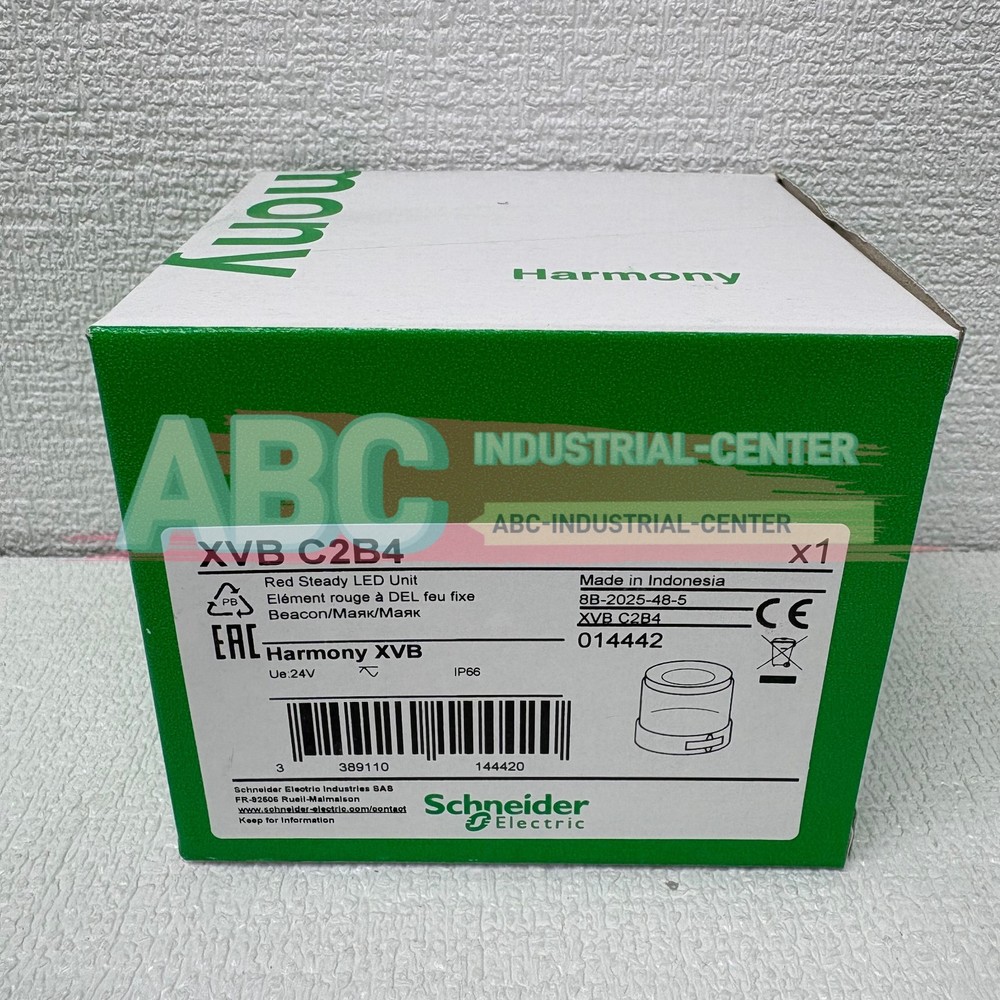 mony
Harmony
ABC
INDUSTRIAL-CENTER
ABC-INDUSTRIAL-CENTER
XVB C2B4
x1
Red Steady LED Unit
Elément rouge à DEL feu fixe
Beacon/Маяк/Маяк
PB
EAC
Made in Indonesia
8B-2025-48-5
XVB C2B4
014442
CE
Harmony XVB
Ue:24V
IP66
3 389110 144420
Schneider Electric Industries SAS
FR-92506 Rueil-Malmaison
www.schneider-electric.com/contact
Keep for Information
Schneider
Electric